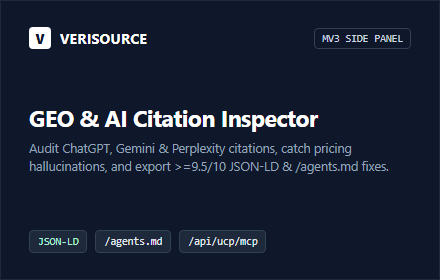 V VERISOURCE
MV3 SIDE PANEL
GEO & AI Citation Inspector
Audit ChatGPT, Gemini & Perplexity citations, catch pricing
hallucinations, and export >=9.5/10 JSON-LD & /agents.md fixes.
JSON-LD /agents.md /api/ucp/mcp